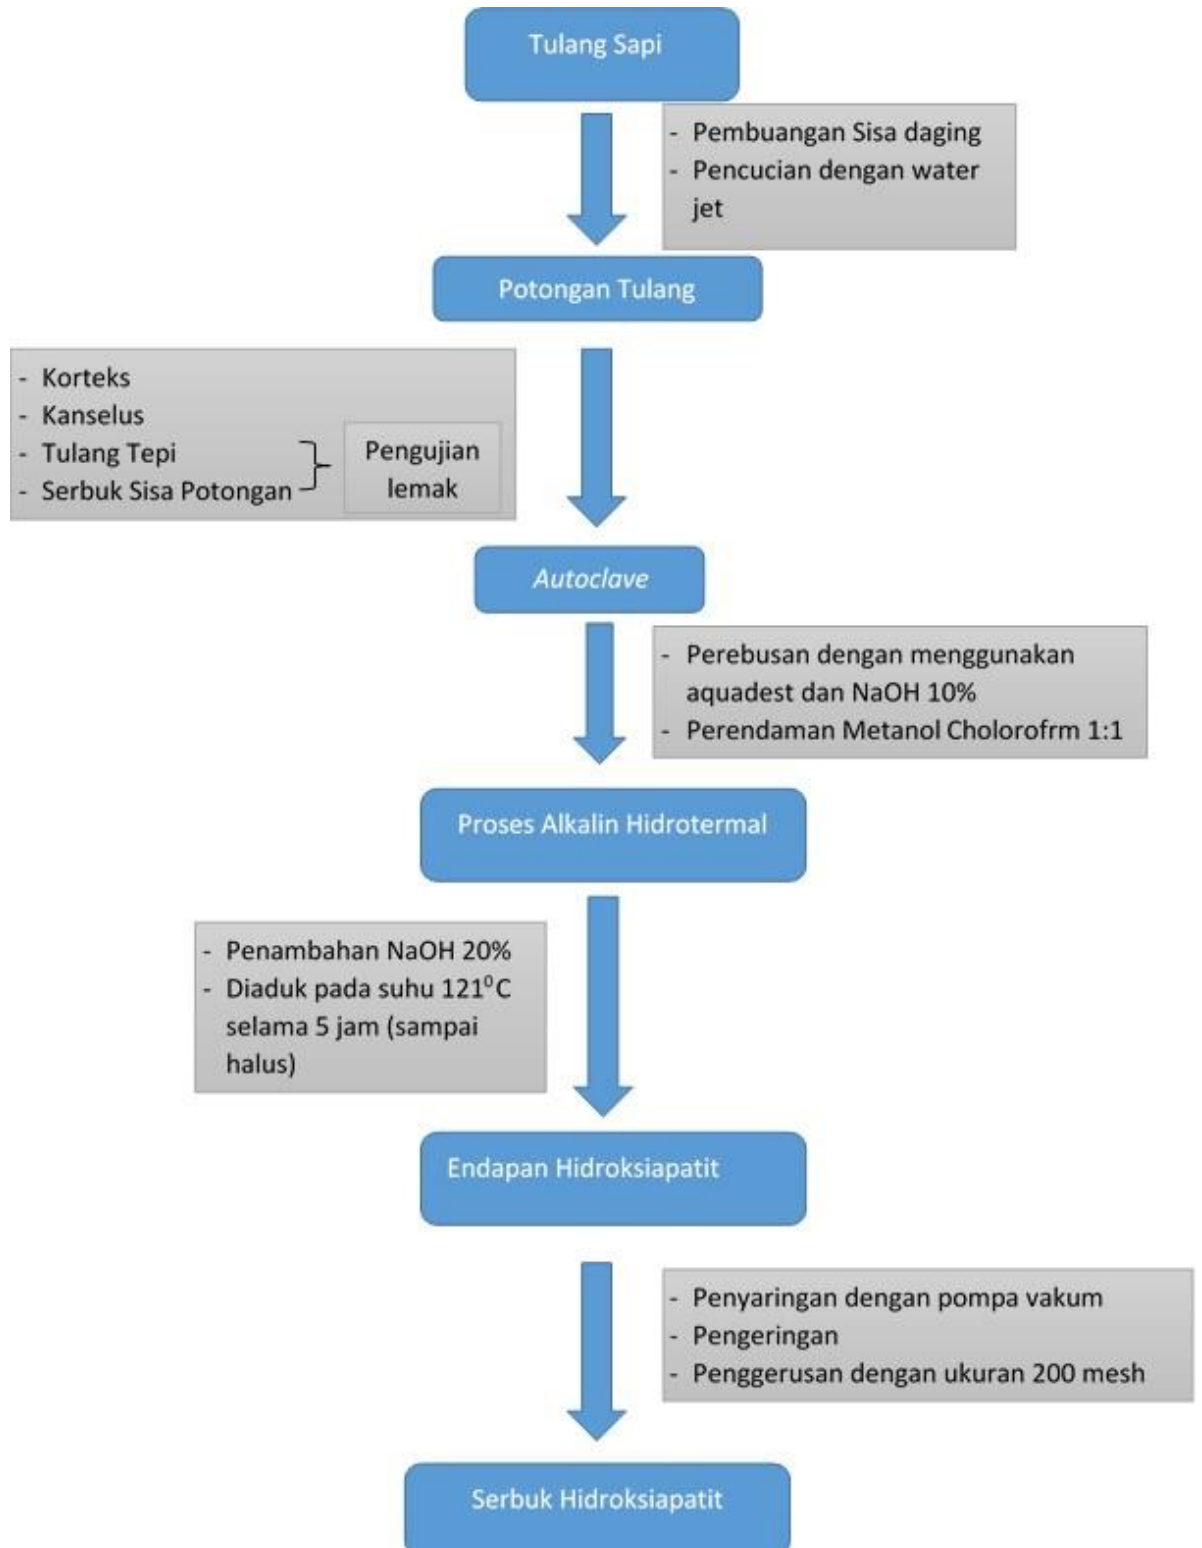 Tulang Sapi
- Pembuangan Sisa daging
- Pencucian dengan water
jet
Potongan Tulang
- Korteks
- Kanselus
- Tulang Tepi
- Serbuk Sisa Potongan
Pengujian
lemak
Autoclave
- Perebusan dengan menggunakan
aquadest dan NaOH 10%
- Perendaman Metanol Cholorofrm 1:1
Proses Alkalin Hidrotermal
- Penambahan NaOH 20%
- Diaduk pada suhu 121⁰C
selama 5 jam (sampai
halus)
Endapan Hidroksiapatit
- Penyaringan dengan pompa vakum
- Pengeringan
- Penggerusan dengan ukuran 200 mesh
Serbuk Hidroksiapatit